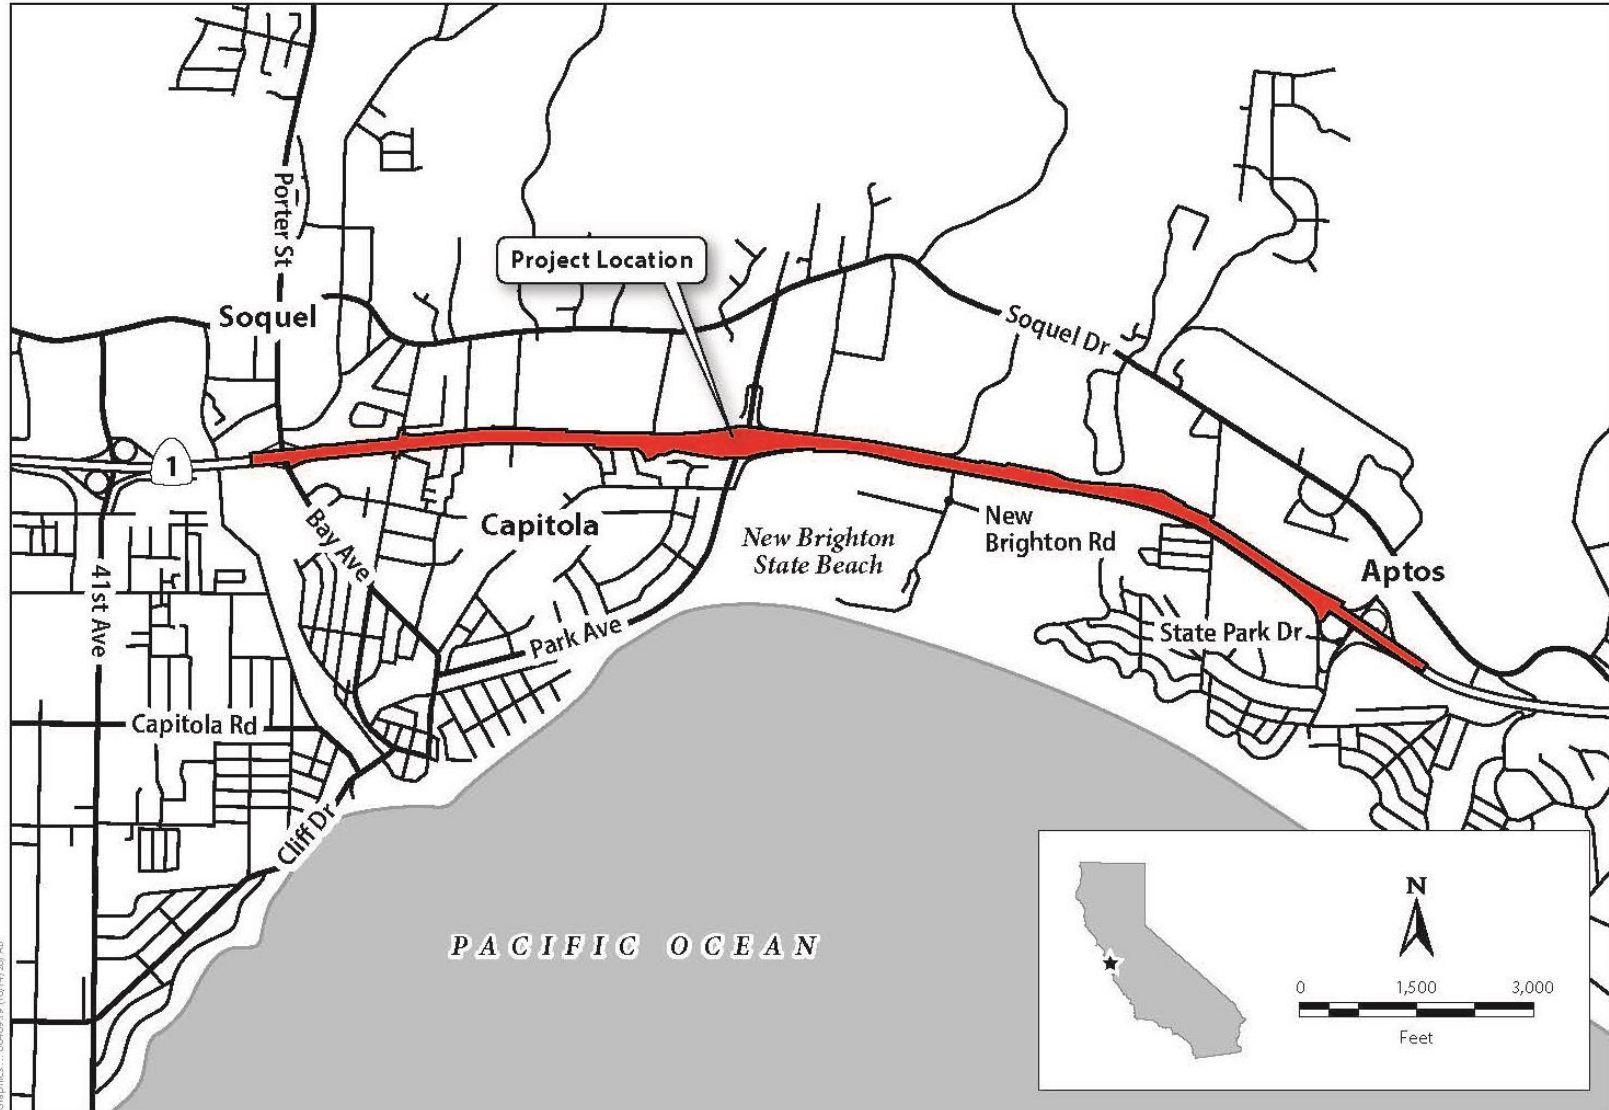 Porter St
Project Location
Soquel
Soquel Dr
1
Bay Ave
Capitola
New Brighton
State Beach
New
Brighton Rd
Aptos
41st Ave
Park Ave
State Park Dr
Capitola Rd
Cliff Dr
PACIFIC OCEAN
N
0 1,500 3,000
Feet